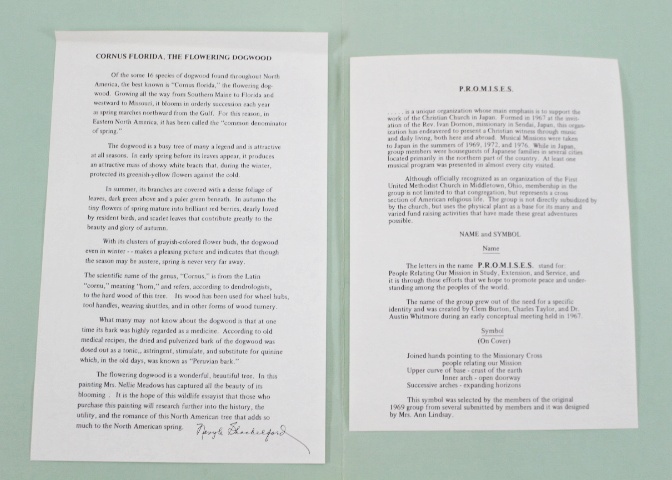 CORNUS FLORIDA, THE FLOWERING DOGWOOD
Of the some 16 species of dogwood found throughout North
America, the best known is "Cornus florida," the flowering dog-
wood. Growing all the way from Southern Maine to Florida and
westward to Missouri, it blooms in orderly succession each year
as spring marches northward from the Gulf. For this season, in
Eastern North America, it has been called the "common denominator
of spring."
The dogwood is a busy tree of many a legend and is attractive
at all seasons. In early spring before its leaves appear, it produces
an attractive mass of showy white bracts that, during the winter,
protected its greenish-yellow flowers against the cold.
In summer, its branches are covered with a dense foliage of
leaves, dark green above and a paler green beneath. In autumn the
tiny flowers of spring mature into brilliant red berries, dearly loved
by resident birds, and scarlet leaves that contribute greatly to the
beauty and glory of autumn.
With its clusters of grayish-colored flower buds, the dogwood
even in winter -- makes a pleasing picture and indicates that though
the season may be austere, spring is never very far away.
The scientific name of the genus, "Cornus," is from the Latin
"cornu," meaning "horn," and refers, according to dendrologists,
to the hard wood of this tree. Its wood has been used for wheel hubs,
tool handles, weaving shuttles, and in other forms of wood turnery.
What many may not know about the dogwood is that at one
time its bark was highly regarded as a medicine. According to old
medical recipes, the dried and pulverized bark of the dogwood was
dosed out as a tonic, astringent, stimulate, and substitute for quinine
which, in the old days, was known as "Peruvian bark."
The flowering dogwood is a wonderful, beautiful tree. In this
painting Mrs. Nellie Meadows has captured all the beauty of its
blooming. It is the hope of this wildlife essayist that those who
purchase this painting will research further into the history, the
utility, and the romance of this North American tree that adds so
much to the North American spring.
P.R.O.M.I.S.E.S.
is a unique organization whose main emphasis is to support the
work of the Christian Church in Japan. Formed in 1967 at the
of the Rev. Ivan Dornon, missionary in Sendai, Japan, this organ-
ization has endeavored to present a Christian witness through music
and daily living, both here and abroad. Musical Missions were taken
to Japan in the summers of 1969, 1972, and 1976. While in Japan,
group members were houseguests of Japanese families in several cities
located primarily in the northern part of the country. At least one
musical program was presented in almost every city visited.
Although officially recognized as an organization of the First
United Methodist Church in Middletown, Ohio, membership in the
group is not limited to that congregation, but represents a cross
section of American religious life. The group is not directly subsidized by
by the church, but uses the physical plant as a base for its many and
varied fund raising activities that have made these great adventures
possible.
NAME and SYMBOL
Name
The letters in the name P.R.O.M.I.S.E.S. stand for
People Relating Our Mission in Study, Extension, and Service, and
it is through these efforts that we hope to promote peace and under-
standing among the peoples of the world.
The name of the group grew out of the need for a specific
identity and was created by Clem Burton, Charles Taylor, and Dr.
Austin Whitmore during an early conceptual meeting held in 1967.
Symbol
(On Cover)
Joined hands pointing to the Missionary Cross
people relating our Mission
Upper curve of base - crust of the earth
Inner arch - open doorway
Successive arches - expanding horizons
This symbol was selected by the members of the original
1969 group from several submitted by members and it was designed
by Mrs. Ann Lindsay.